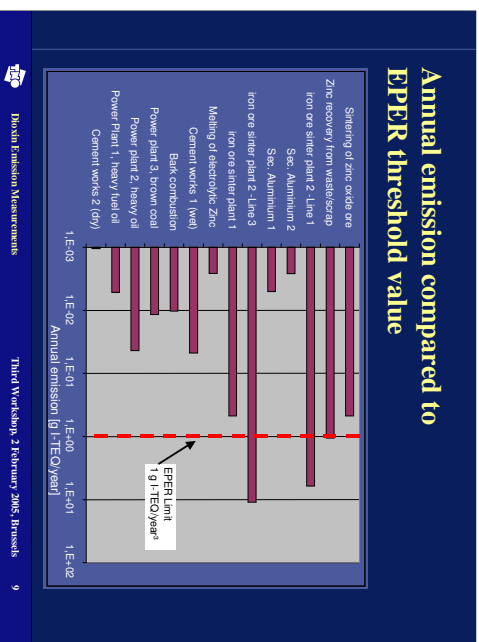 Annual emission compared to
EPER threshold value
Sintering of zinc oxide ore
Zinc recovery from waste/scrap
iron ore sinter plant 2 -Line 1
Sec. Aluminium 2
Sec. Aluminium 1
iron ore sinter plant 2 -Line 3
iron ore sinter plant 1
Melting of electrolytic Zinc
Cement works 1 (wet)
Bark combustion
Power plant 3, brown coal
Power plant 2, heavy oil
Power Plant 1, heavy fuel oil
Cement works 2 (dry)
1,E-03 1,E-02 1,E-01 1,E+00 1,E+01 1,E+02
Annual emission [g I-TEQ/year]
EPER Limit
1 g I-TEQ/year³
TNO Dioxin Emission Measurements Third Workshop, 2 February 2005, Brussels 9